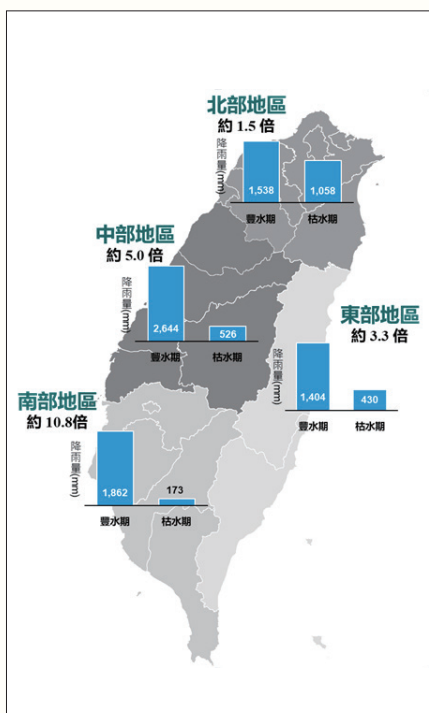 北部地區
約 1.5 倍
降雨量(mm)
1,538
1,058
豐水期
枯水期
中部地區
約 5.0 倍
降雨量(mm)
2,644
526
豐水期
枯水期
東部地區
約 3.3 倍
降雨量(mm)
1,404
430
豐水期
枯水期
南部地區
約 10.8倍
降雨量(mm)
1,862
173
豐水期
枯水期